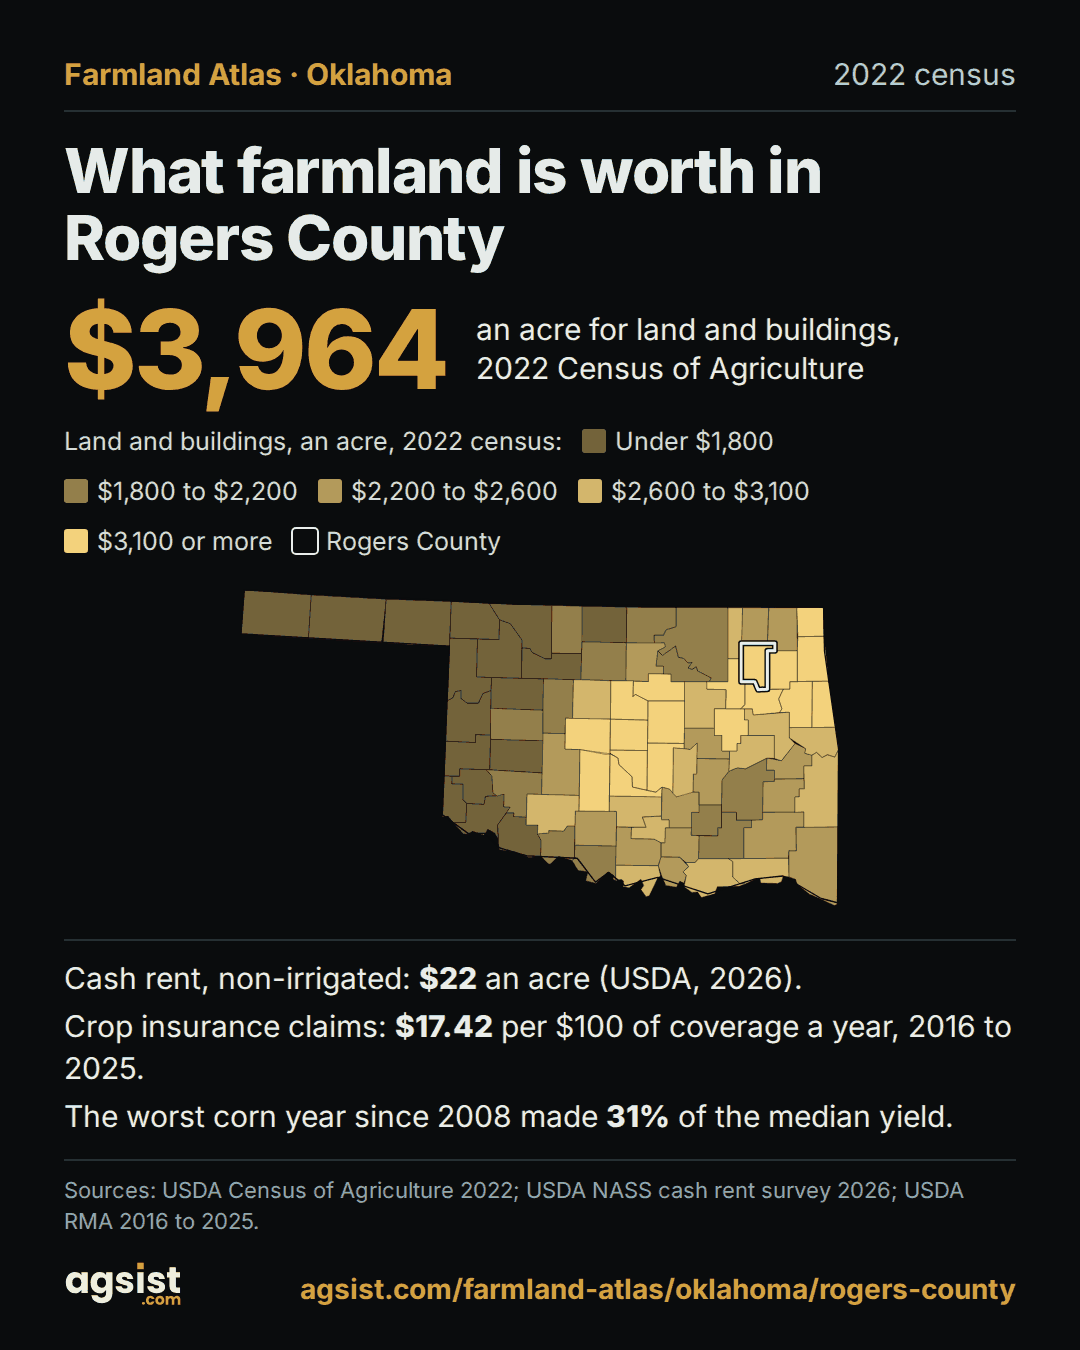 Farmland Atlas · Oklahoma
2022 census
What farmland is worth in
Rogers County
$3,964
an acre for land and buildings,
2022 Census of Agriculture
Land and buildings, an acre, 2022 census: Under $1,800
$1,800 to $2,200 $2,200 to $2,600 $2,600 to $3,100
$3,100 or more Rogers County
Cash rent, non-irrigated: $22 an acre (USDA, 2026).
Crop insurance claims: $17.42 per $100 of coverage a year, 2016 to
2025.
The worst corn year since 2008 made 31% of the median yield.
Sources: USDA Census of Agriculture 2022; USDA NASS cash rent survey 2026; USDA
RMA 2016 to 2025.
agsist
.com
agsist.com/farmland-atlas/oklahoma/rogers-county